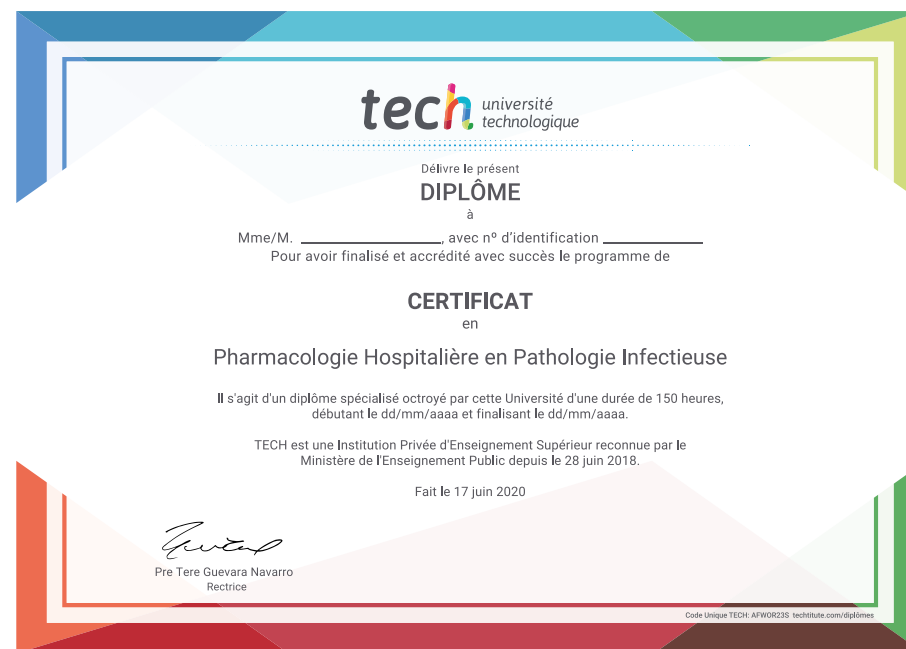 tech université
technologique
Délivre le présent
DIPLÔME
à
Mme/M. ____________________, avec nº d'identification ______________
Pour avoir finalisé et accrédité avec succès le programme de
CERTIFICAT
en
Pharmacologie Hospitalière en Pathologie Infectieuse
Il s'agit d'un diplôme spécialisé octroyé par cette Université d'une durée de 150 heures,
débutant le dd/mm/aaaa et finalisant le dd/mm/aaaa.
TECH est une Institution Privée d'Enseignement Supérieur reconnue par le
Ministère de l'Enseignement Public depuis le 28 juin 2018.
Fait le 17 juin 2020
Pre Tere Guevara Navarro
Rectrice
Code Unique TECH: AFWOR23S techtitute.com/diplômes